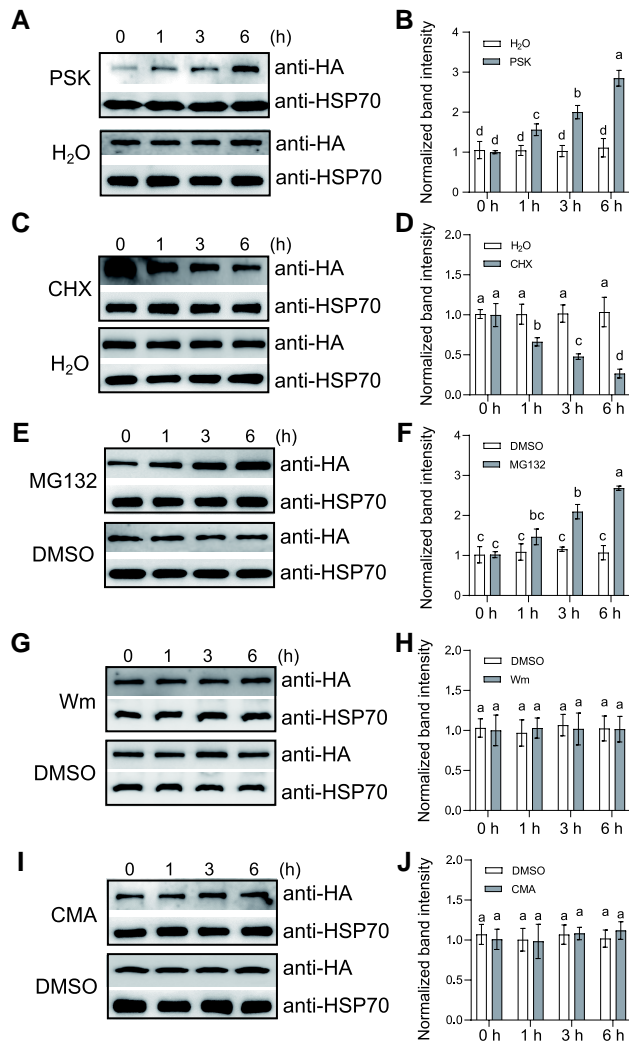 A
0 1 3 6 (h)
PSK
anti-HA
anti-HSP70
H₂O
anti-HA
anti-HSP70
B
Normalized band intensity
H₂O
PSK
4
3
2
1
0
d d d c d b d a
0 h 1 h 3 h 6 h
C
0 1 3 6 (h)
CHX
anti-HA
anti-HSP70
H₂O
anti-HA
anti-HSP70
D
Normalized band intensity
H₂O
CHX
2.0
1.5
1.0
0.5
0.0
a a a b a c a d
0 h 1 h 3 h 6 h
E
0 1 3 6 (h)
MG132
anti-HA
anti-HSP70
DMSO
anti-HA
anti-HSP70
F
Normalized band intensity
DMSO
MG132
4
3
2
1
0
c c c bc c b c a
0 h 1 h 3 h 6 h
G
0 1 3 6 (h)
Wm
anti-HA
anti-HSP70
DMSO
anti-HA
anti-HSP70
H
Normalized band intensity
DMSO
Wm
2.0
1.5
1.0
0.5
0.0
a a a a a a a a
0 h 1 h 3 h 6 h
I
0 1 3 6 (h)
CMA
anti-HA
anti-HSP70
DMSO
anti-HA
anti-HSP70
J
Normalized band intensity
DMSO
CMA
2.0
1.5
1.0
0.5
0.0
a a a a a a a a
0 h 1 h 3 h 6 h